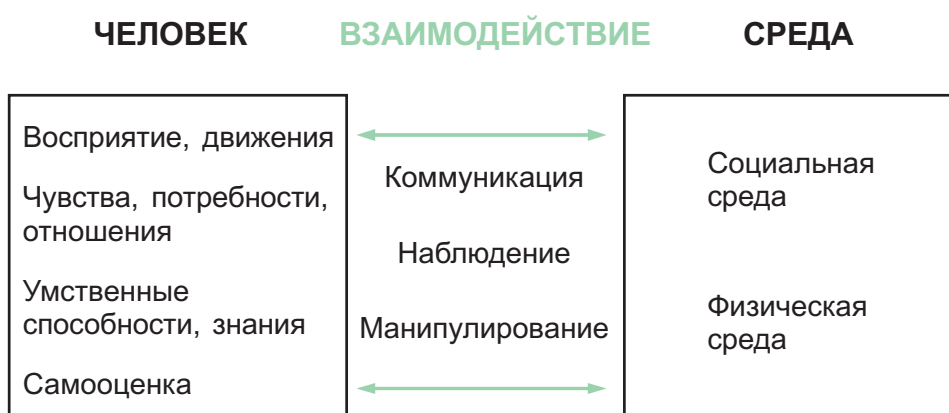 ЧЕЛОВЕК
ВЗАИМОДЕЙСТВИЕ
СРЕДА
Восприятие, движения
Чувства, потребности,
отношения
Умственные
способности, знания
Самооценка
Коммуникация
Наблюдение
Манипулирование
Социальная
среда
Физическая
среда